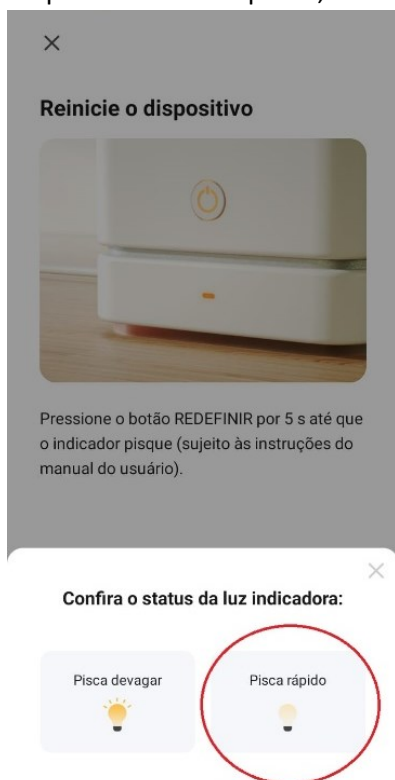 Reinicie o dispositivo
Pressione o botão REDEFINIR por 5 s até que
o indicador pisque (sujeito às instruções do
manual do usuário).
Confira o status da luz indicadora:
Pisca devagar
Pisca rápido